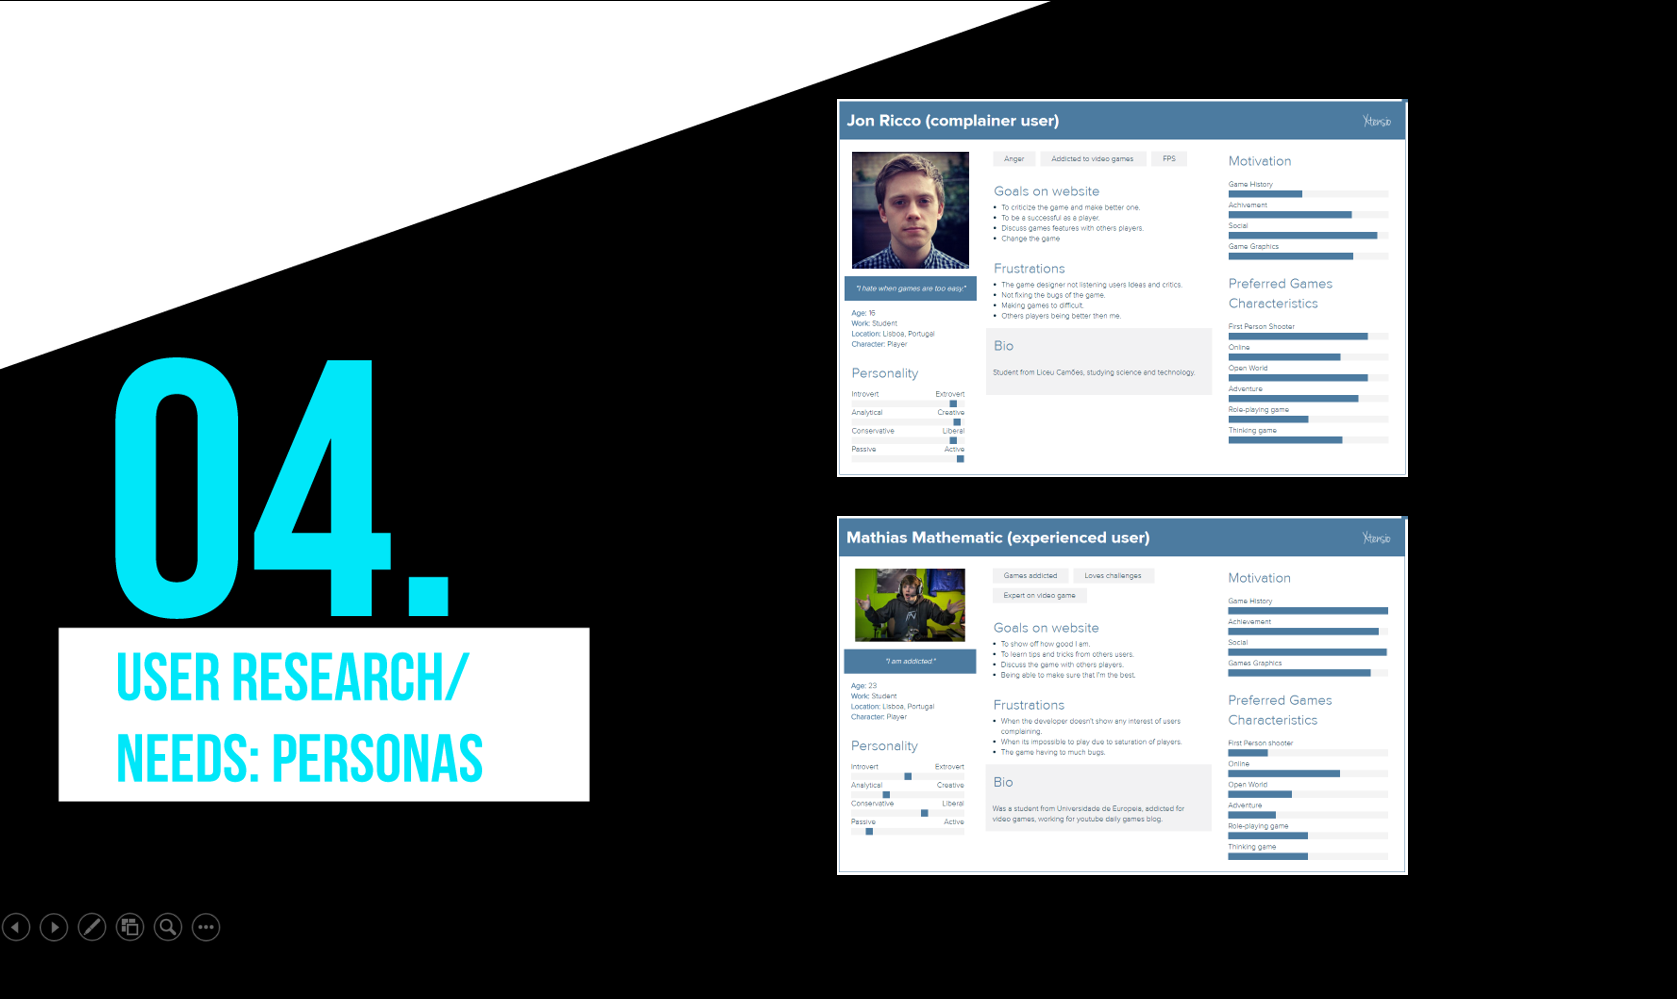 04.
USER RESEARCH/
NEEDS: PERSONAS
Jon Ricco (complainer user)
Xtensio
"I hate when games are too easy."
Age: 16
Work: Student
Location: Lisboa, Portugal
Character: Player
Personality
Introvert Extrovert
Analytical Creative
Conservative Liberal
Passive Active
Anger Addicted to video games FPS
Goals on website
• To criticize the game and make better one.
• To be a successful as a player.
• Discuss games features with others players.
• Change the game
Frustrations
• The game designer not listening users Ideas and critics.
• Not fixing the bugs of the game.
• Making games to difficult.
• Others players being better then me.
Bio
Student from Liceu Camões, studying science and technology.
Motivation
Game History
Achivement
Social
Game Graphics
Preferred Games
Characteristics
First Person Shooter
Online
Open World
Adventure
Role-playing game
Thinking game
Mathias Mathematic (experienced user)
Xtensio
"I am addicted."
Age: 23
Work: Student
Location: Lisboa, Portugal
Character: Player
Personality
Introvert Extrovert
Analytical Creative
Conservative Liberal
Passive Active
Games addicted Loves challenges
Expert on video game
Goals on website
• To show off how good I am.
• To learn tips and tricks from others users.
• Discuss the game with others players.
• Being able to make sure that I'm the best.
Frustrations
• When the developer doesn't show any interest of users
complaining.
• When its impossible to play due to saturation of players.
• The game having to much bugs.
Bio
Was a student from Universidade de Europeia, addicted for
video games, working for youtube daily games blog.
Motivation
Game History
Achievement
Social
Games Graphics
Preferred Games
Characteristics
First Person shooter
Online
Open World
Adventure
Role-playing game
Thinking game